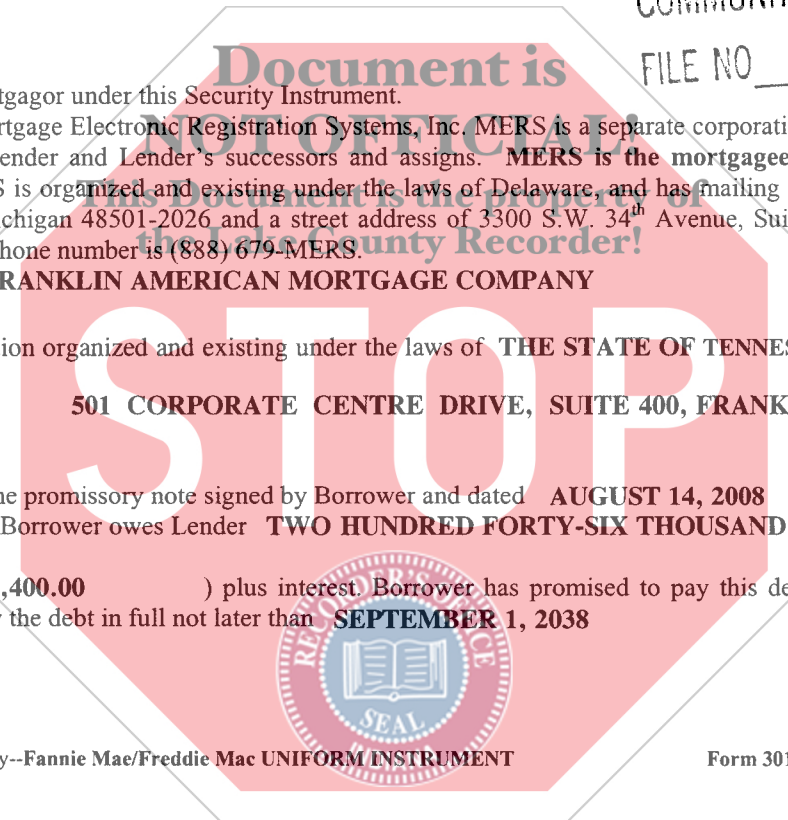 COMMUNIT
FILE NO
Document is
NOT OFFICIAL!
This Document is the property of
the Lake County Recorder!
tgagor under this Security Instrument.
rtgage Electronic Registration Systems, Inc. MERS is a separate corporati
ender and Lender's successors and assigns. MERS is the mortgagee
S is organized and existing under the laws of Delaware, and has mailing
ichigan 48501-2026 and a street address of 3300 S.W. 34th Avenue, Sui
hone number is (888) 679-MERS.
RANKLIN AMERICAN MORTGAGE COMPANY
ion organized and existing under the laws of THE STATE OF TENNES
501 CORPORATE CENTRE DRIVE, SUITE 400, FRANK
STOP
he promissory note signed by Borrower and dated AUGUST 14, 2008
Borrower owes Lender TWO HUNDRED FORTY-SIX THOUSAND
,400.00 ) plus interest. Borrower has promised to pay this de
y the debt in full not later than SEPTEMBER 1, 2038
RECORDER'S OFFICE
SEAL
INDIANA
y--Fannie Mae/Freddie Mac UNIFORM INSTRUMENT
Form 301